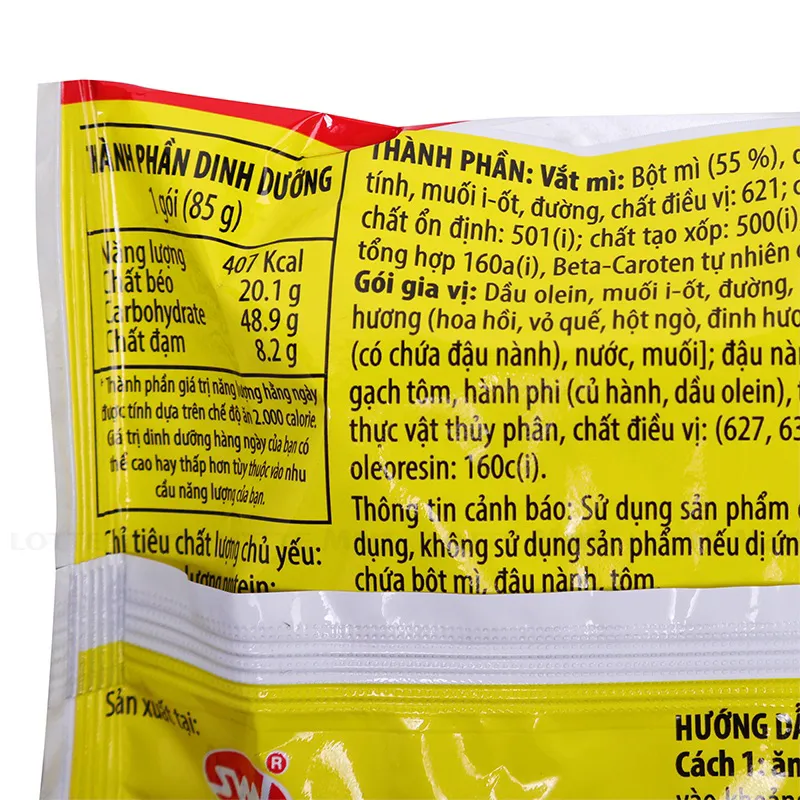 THÀNH PHẦN DINH DƯỠNG
1 gói (85 g)
Năng lượng 407 Kcal
Chất béo 20.1 g
Carbohydrate 48.9 g
Chất đạm 8.2 g
* Thành phần giá trị năng lượng hằng ngày
được tính dựa trên chế độ ăn 2.000 calorie.
Giá trị dinh dưỡng hàng ngày của bạn có
thể cao hay thấp hơn tùy thuộc vào nhu
cầu năng lượng của bạn.
Chỉ tiêu chất lượng chủ yếu:
lượng protein:
THÀNH PHẦN: Vắt mì: Bột mì (55 %),
tính, muối i-ốt, đường, chất điều vị: 621;
chất ổn định: 501(i); chất tạo xốp: 500(i)
tổng hợp 160a(i), Beta-Caroten tự nhiên
Gói gia vị: Dầu olein, muối i-ốt, đường,
hương (hoa hồi, vỏ quế, hột ngò, đinh hươ
(có chứa đậu nành), nước, muối]; đậu nà
gạch tôm, hành phi (củ hành, dầu olein),
thực vật thủy phân, chất điều vị: (627, 63
oleoresin: 160c(i).
Thông tin cảnh báo: Sử dụng sản phẩm
dụng, không sử dụng sản phẩm nếu dị ứn
chứa bột mì, đậu nành, tôm.
Sản xuất tại:
®
HƯỚNG DẪ
Cách 1: ăn
vào khoảng